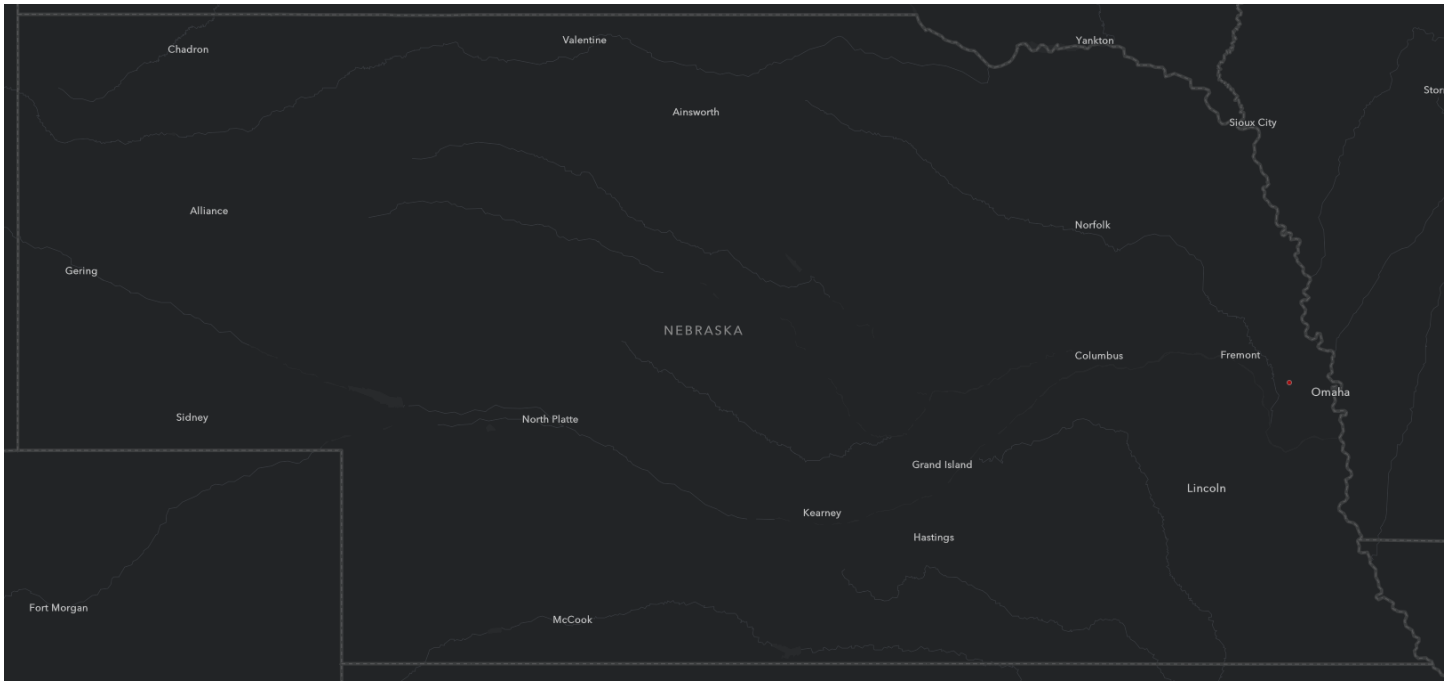 Chadron
Valentine
Yankton
Stor
Ainsworth
Sioux City
Alliance
Norfolk
Gering
NEBRASKA
Columbus
Fremont
Omaha
Sidney
North Platte
Grand Island
Lincoln
Kearney
Hastings
Fort Morgan
McCook